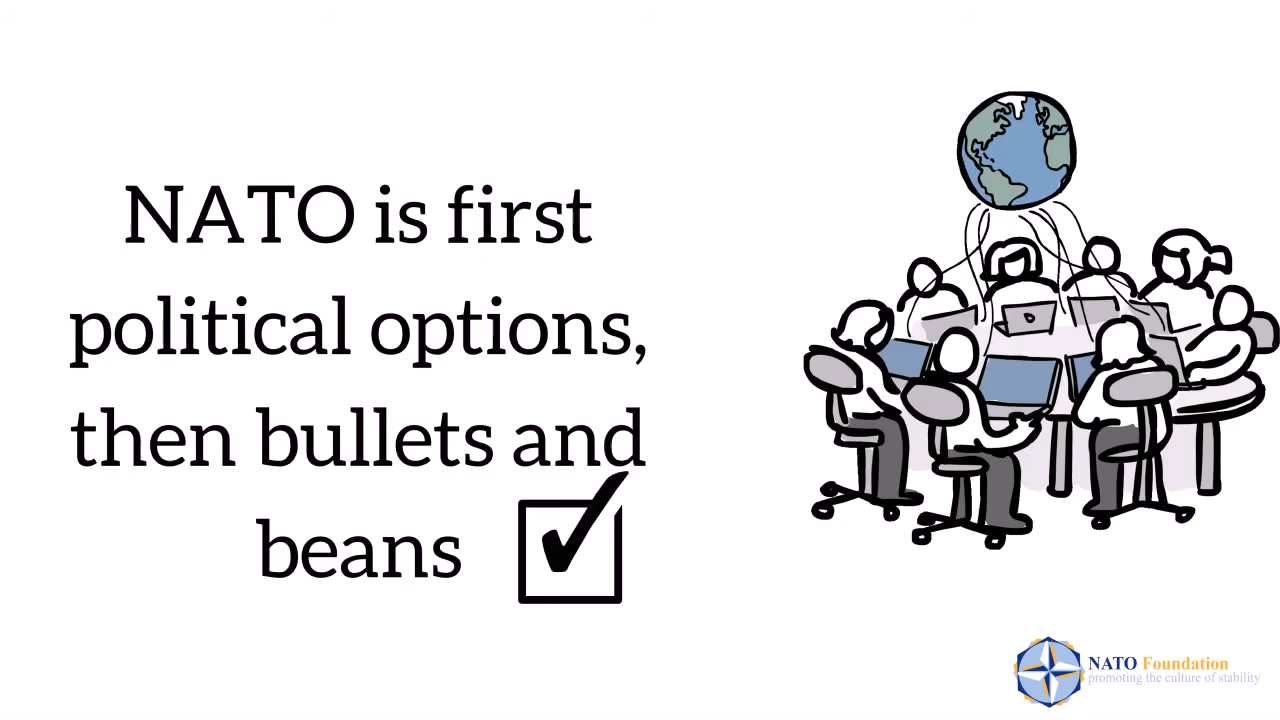 NATO is first
political options,
then bullets and
beans
NATO Foundation
promoting the culture of stability